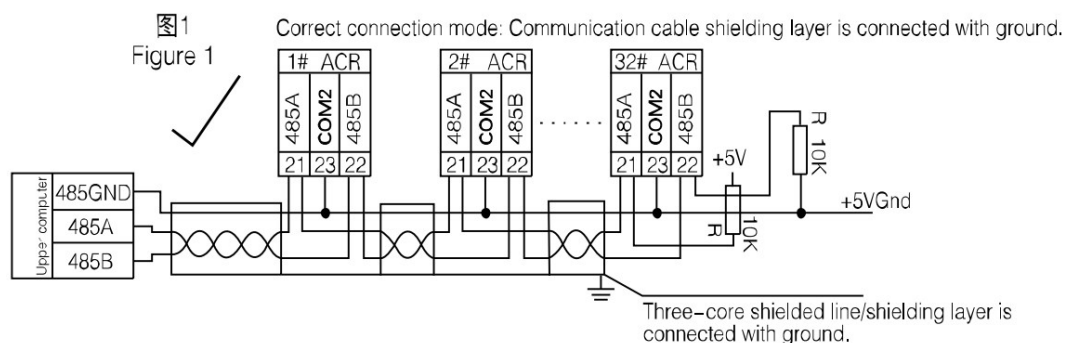 图1
Figure 1
Correct connection mode: Communication cable shielding layer is connected with ground.
1# ACR
2# ACR
32# ACR
485A
COM2
485B
485A
COM2
485B
485A
COM2
485B
21 23 22
21 23 22
21 23 22
......
R 10K
+5V
R 10K
+5VGnd
Upper computer
485GND
485A
485B
Three-core shielded line/shielding layer is
connected with ground.